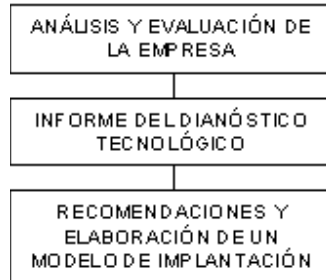 ANÁLISIS Y EVALUACIÓN DE
LA EMPRESA
INFORME DEL DIANÓSTICO
TECNOLÓGICO
RECOMENDACIONES Y
ELABORACIÓN DE UN
MODELO DE IMPLANTACIÓN